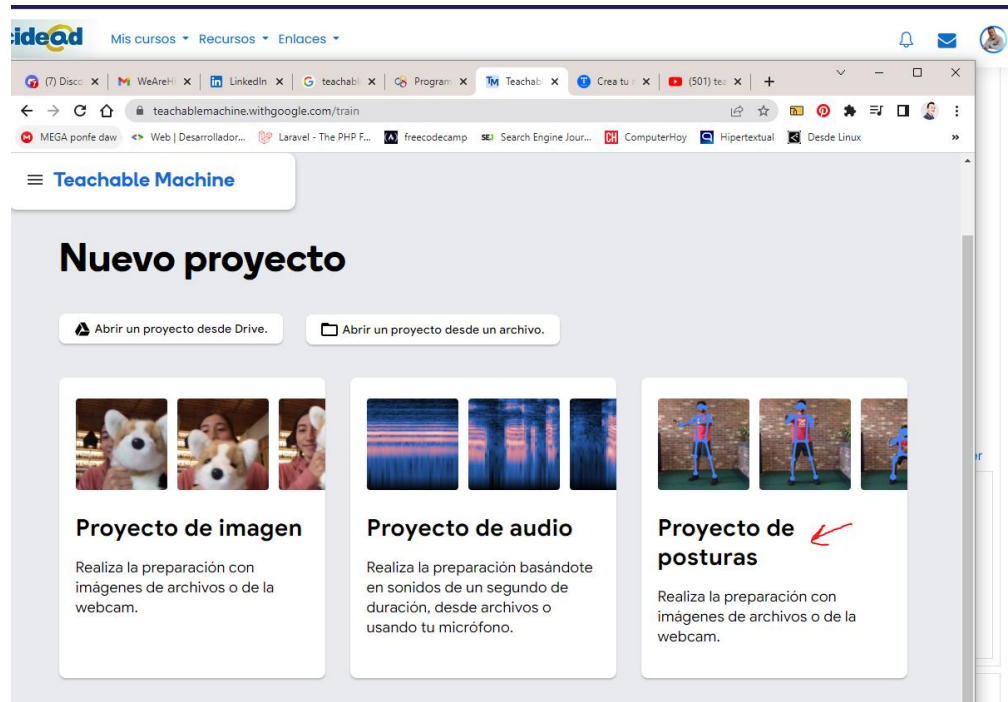 cidead Mis cursos Recursos Enlaces
(7) Disco WeAreH LinkedIn teachabl Program Teachabl Crea tu r (501) tea
teachablemachine.withgoogle.com/train
MEGA ponfe daw Web | Desarrollador... Laravel - The PHP F... freecodecamp Search Engine Jour... ComputerHoy Hipertextual Desde Linux »
Teachable Machine
Nuevo proyecto
Abrir un proyecto desde Drive. Abrir un proyecto desde un archivo.
Proyecto de imagen
Realiza la preparación con
imágenes de archivos o de la
webcam.
Proyecto de audio
Realiza la preparación basándote
en sonidos de un segundo de
duración, desde archivos o
usando tu micrófono.
Proyecto de
posturas
Realiza la preparación con
imágenes de archivos o de la
webcam.